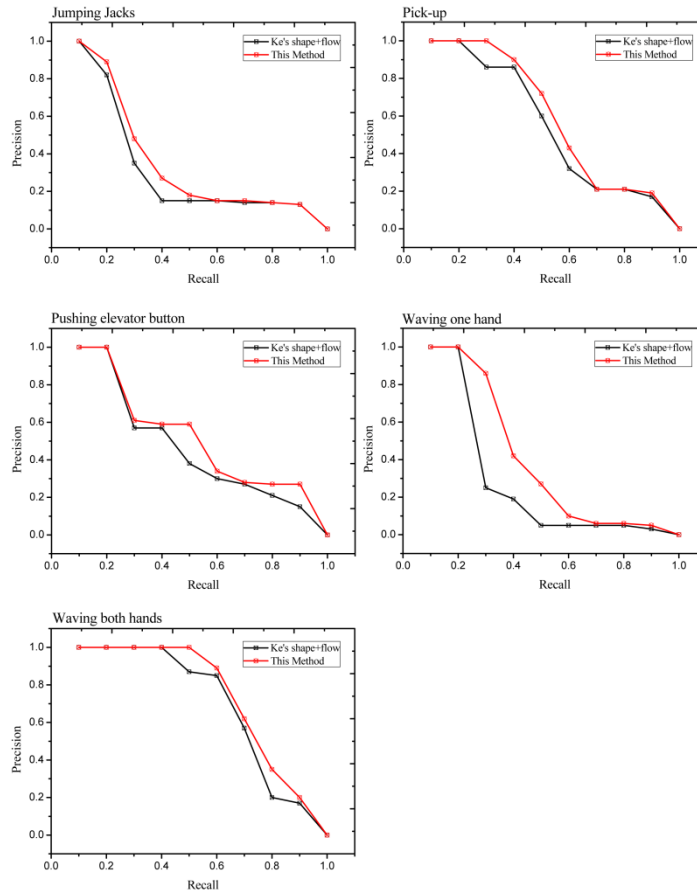 Jumping Jacks
Ke's shape+flow
This Method
1.0
0.8
0.6
0.4
0.2
0.0
Precision
0.0 0.2 0.4 0.6 0.8 1.0
Recall
Pick-up
Ke's shape+flow
This Method
1.0
0.8
0.6
0.4
0.2
0.0
Precision
0.0 0.2 0.4 0.6 0.8 1.0
Recall
Pushing elevator button
Ke's shape+flow
This Method
1.0
0.8
0.6
0.4
0.2
0.0
Precision
0.0 0.2 0.4 0.6 0.8 1.0
Recall
Waving one hand
Ke's shape+flow
This Method
1.0
0.8
0.6
0.4
0.2
0.0
Precision
0.0 0.2 0.4 0.6 0.8 1.0
Recall
Waving both hands
Ke's shape+flow
This Method
1.0
0.8
0.6
0.4
0.2
0.0
Precision
0.0 0.2 0.4 0.6 0.8 1.0
Recall